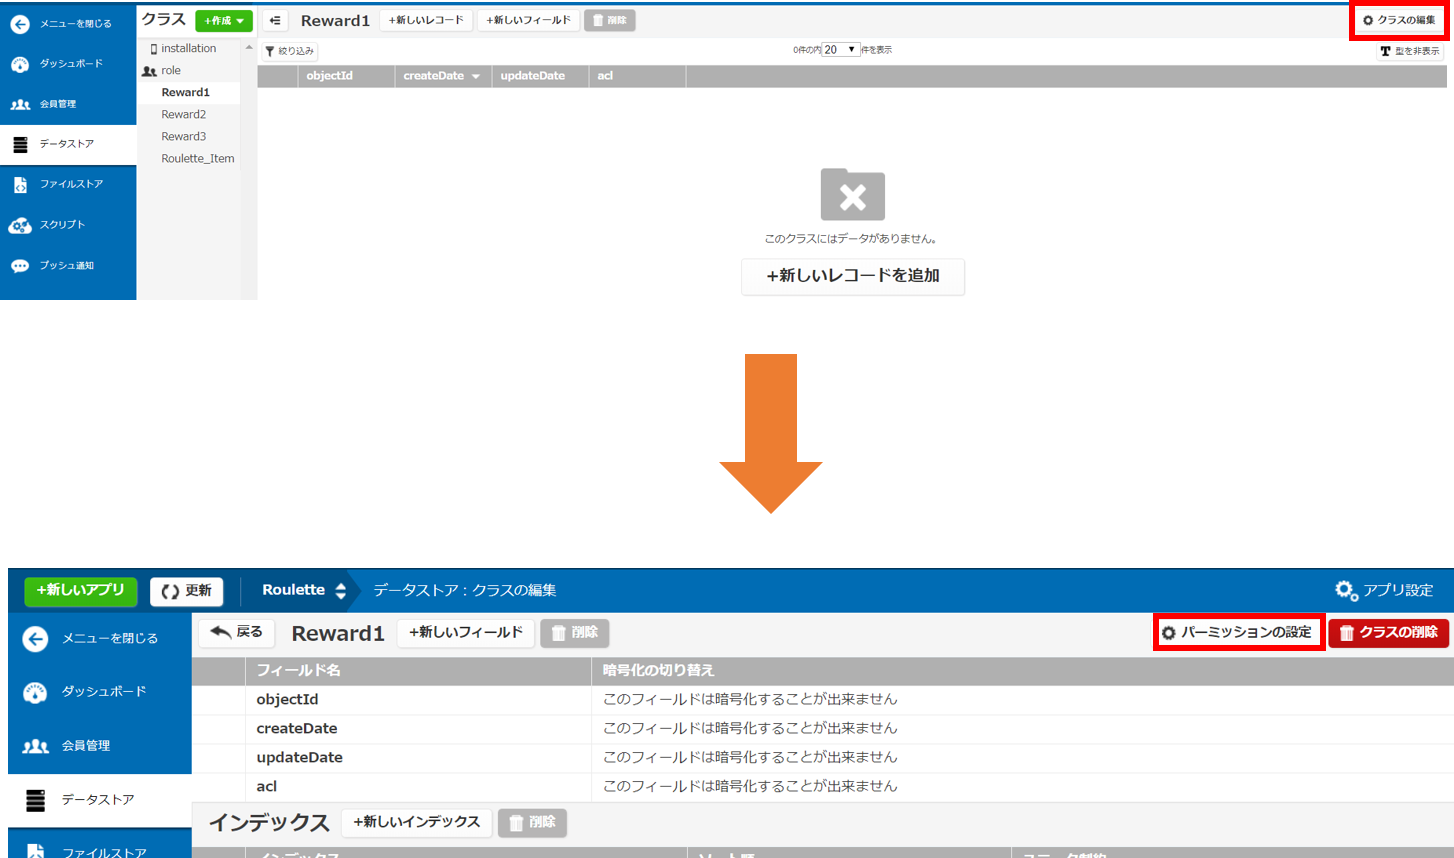 メニューを閉じる
ダッシュボード
会員管理
データストア
ファイルストア
スクリプト
プッシュ通知
クラス
+作成
installation
role
Reward1
Reward2
Reward3
Roulette_Item
Reward1
+新しいレコード
+新しいフィールド
削除
クラスの編集
絞り込み
0件の内 20 件を表示
型を非表示
objectId createDate updateDate acl
このクラスにはデータがありません。
+新しいレコードを追加
+新しいアプリ
更新
Roulette
データストア：クラスの編集
アプリ設定
メニューを閉じる
ダッシュボード
会員管理
データストア
ファイルストア
戻る
Reward1
+新しいフィールド
削除
パーミッションの設定
クラスの削除
フィールド名 暗号化の切り替え
objectId このフィールドは暗号化することが出来ません
createDate このフィールドは暗号化することが出来ません
updateDate このフィールドは暗号化することが出来ません
acl このフィールドは暗号化することが出来ません
インデックス
+新しいインデックス
削除
インデックス